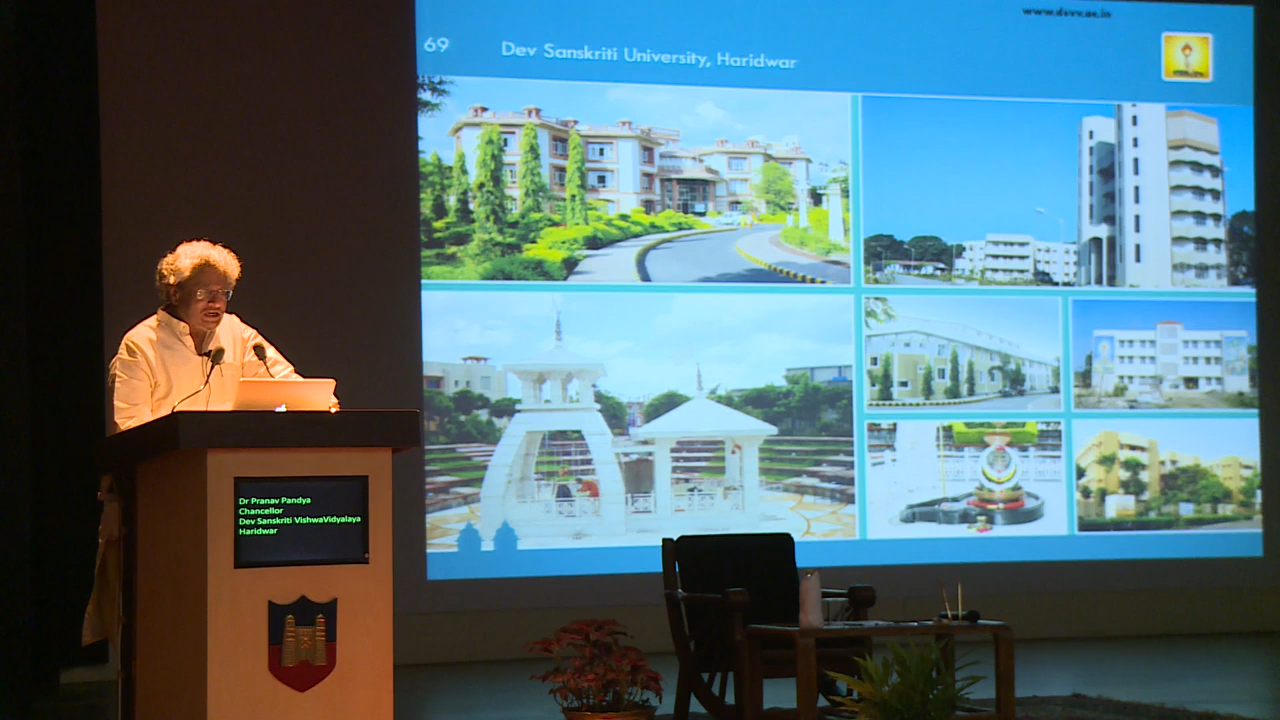 www.dsvv.ac.in
69 Dev Sanskriti University, Haridwar
Dr Pranav Pandya
Chancellor
Dev Sanskriti VishwaVidyalaya
Haridwar